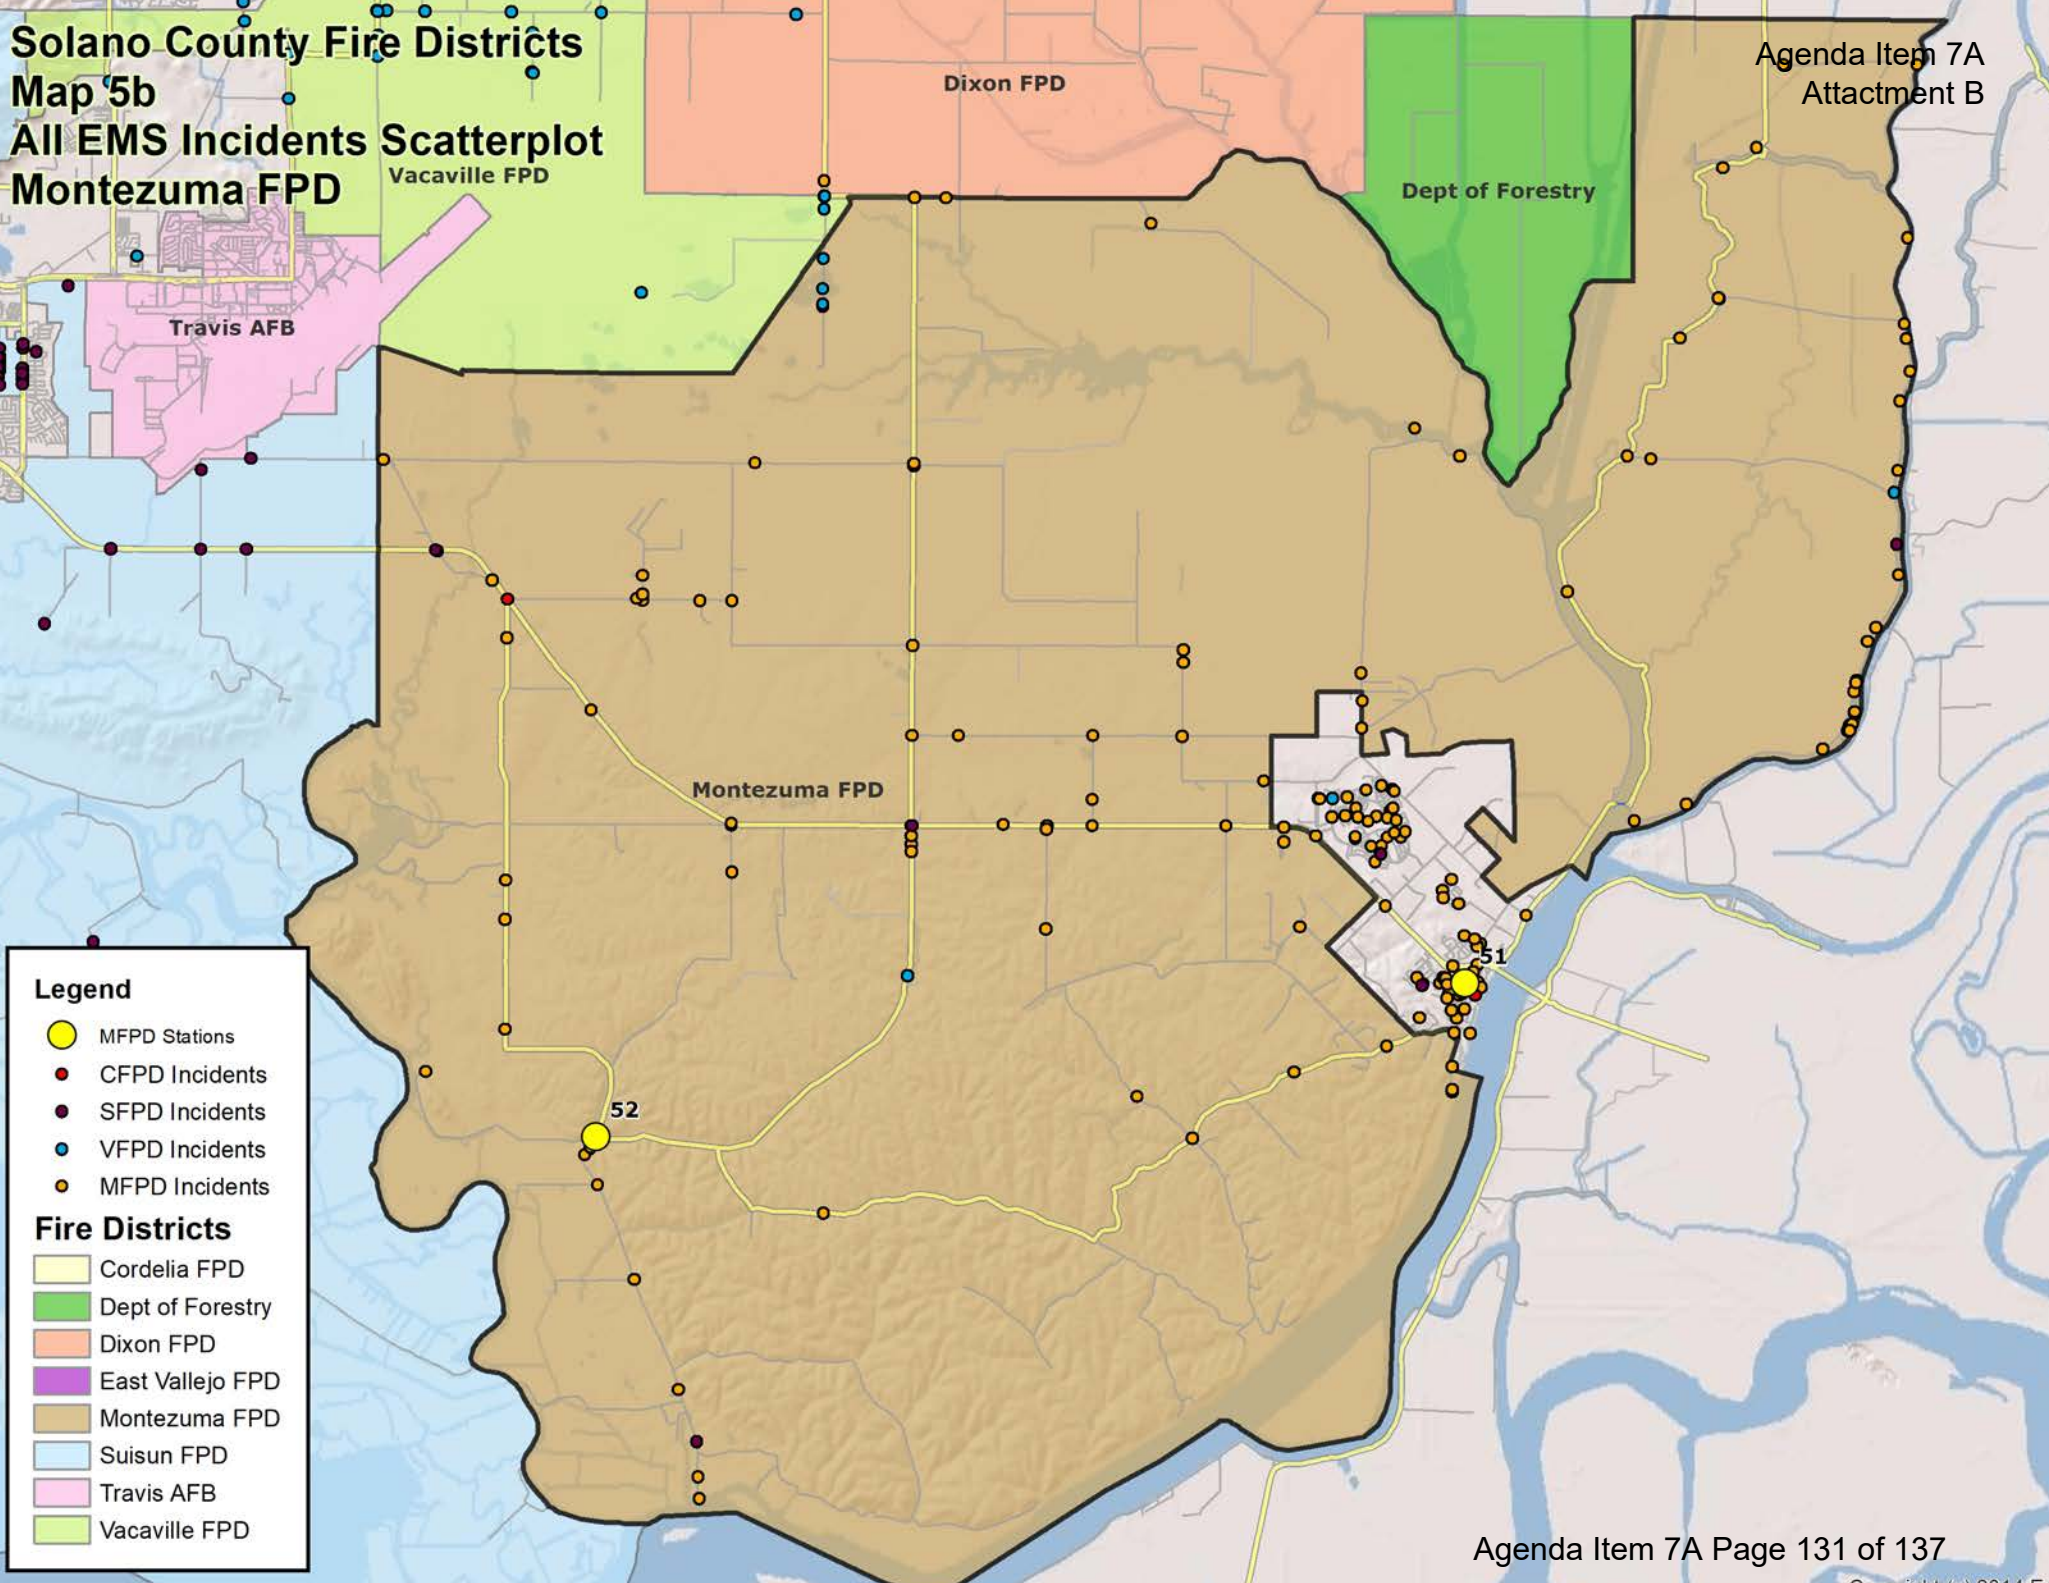 Solano County Fire Districts
Map 5b
All EMS Incidents Scatterplot
Montezuma FPD
Agenda Item 7A
Attactment B
Dixon FPD
Vacaville FPD
Dept of Forestry
Travis AFB
Montezuma FPD
51
52
Legend
MFPD Stations
CFPD Incidents
SFPD Incidents
VFPD Incidents
MFPD Incidents
Fire Districts
Cordelia FPD
Dept of Forestry
Dixon FPD
East Vallejo FPD
Montezuma FPD
Suisun FPD
Travis AFB
Vacaville FPD
Agenda Item 7A Page 131 of 137